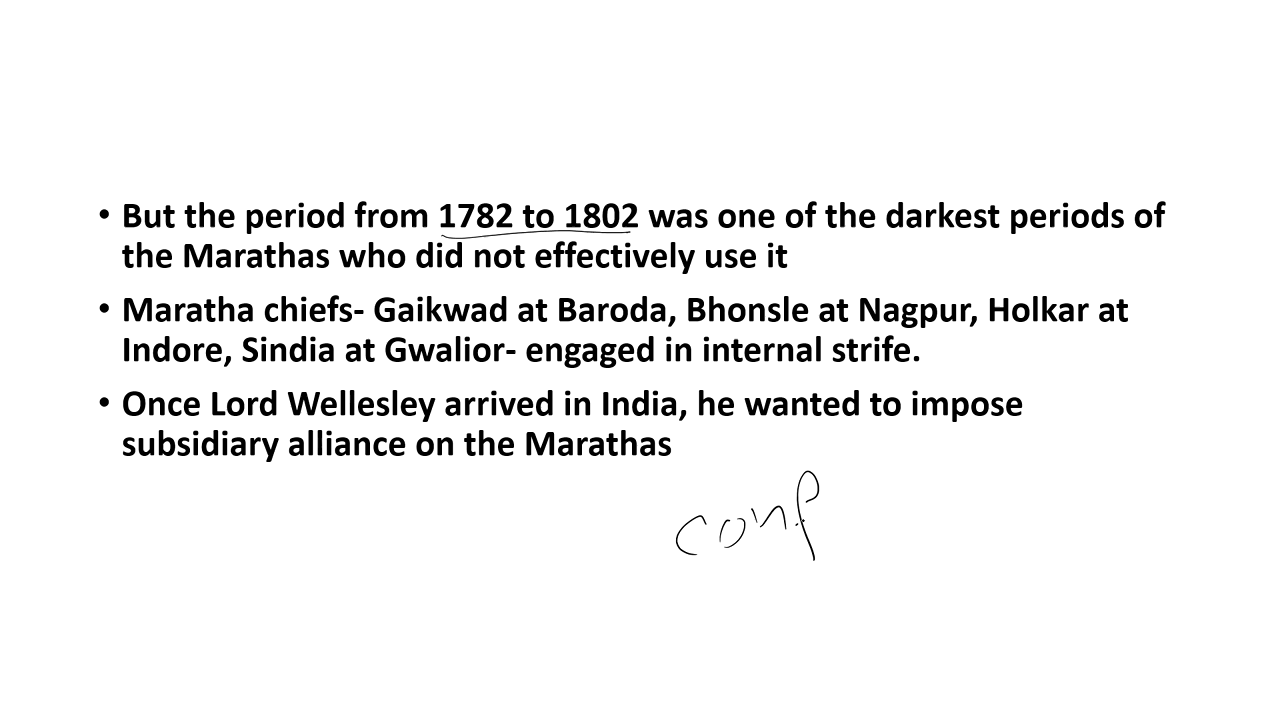 • But the period from 1782 to 1802 was one of the darkest periods of
the Marathas who did not effectively use it
• Maratha chiefs- Gaikwad at Baroda, Bhonsle at Nagpur, Holkar at
Indore, Sindia at Gwalior- engaged in internal strife.
• Once Lord Wellesley arrived in India, he wanted to impose
subsidiary alliance on the Marathas
conf